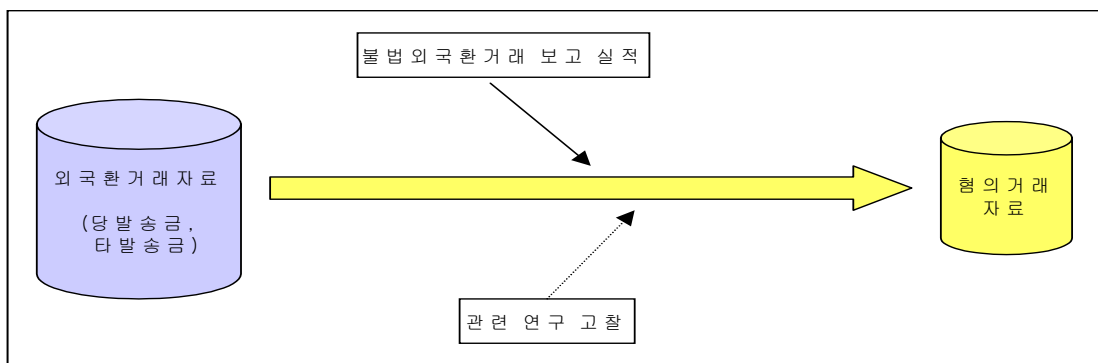 불법외국환거래 보고 실적
외국환거래자료
(당발송금,
타발송금)
혐의거래
자료
관련 연구 고찰